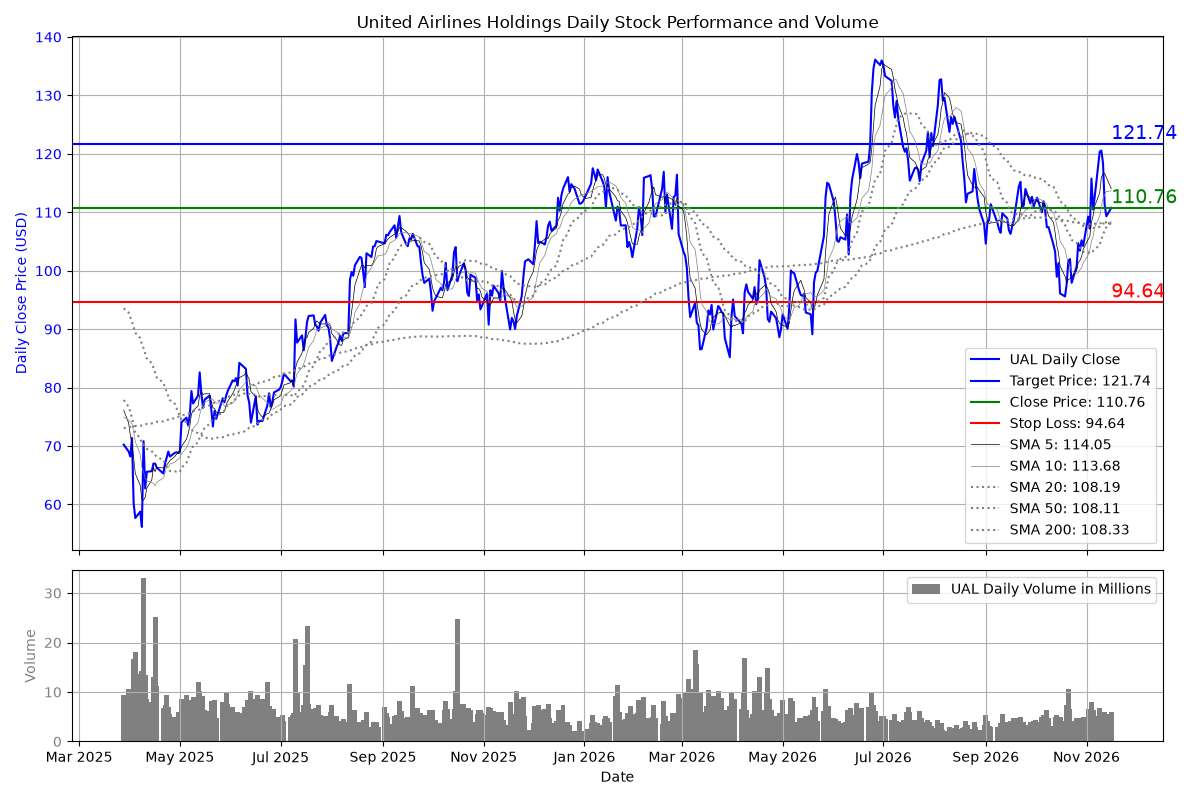 United Airlines Holdings Daily Stock Performance and Volume
Daily Close Price (USD)
140
130
120
110
100
90
80
70
60
121.74
110.76
94.64
UAL Daily Close
Target Price: 121.74
Close Price: 110.76
Stop Loss: 94.64
SMA 5: 114.05
SMA 10: 113.68
SMA 20: 108.19
SMA 50: 108.11
SMA 200: 108.33
Volume
30
20
10
0
UAL Daily Volume in Millions
Mar 2025 May 2025 Jul 2025 Sep 2025 Nov 2025 Jan 2026 Mar 2026 May 2026 Jul 2026 Sep 2026 Nov 2026
Date